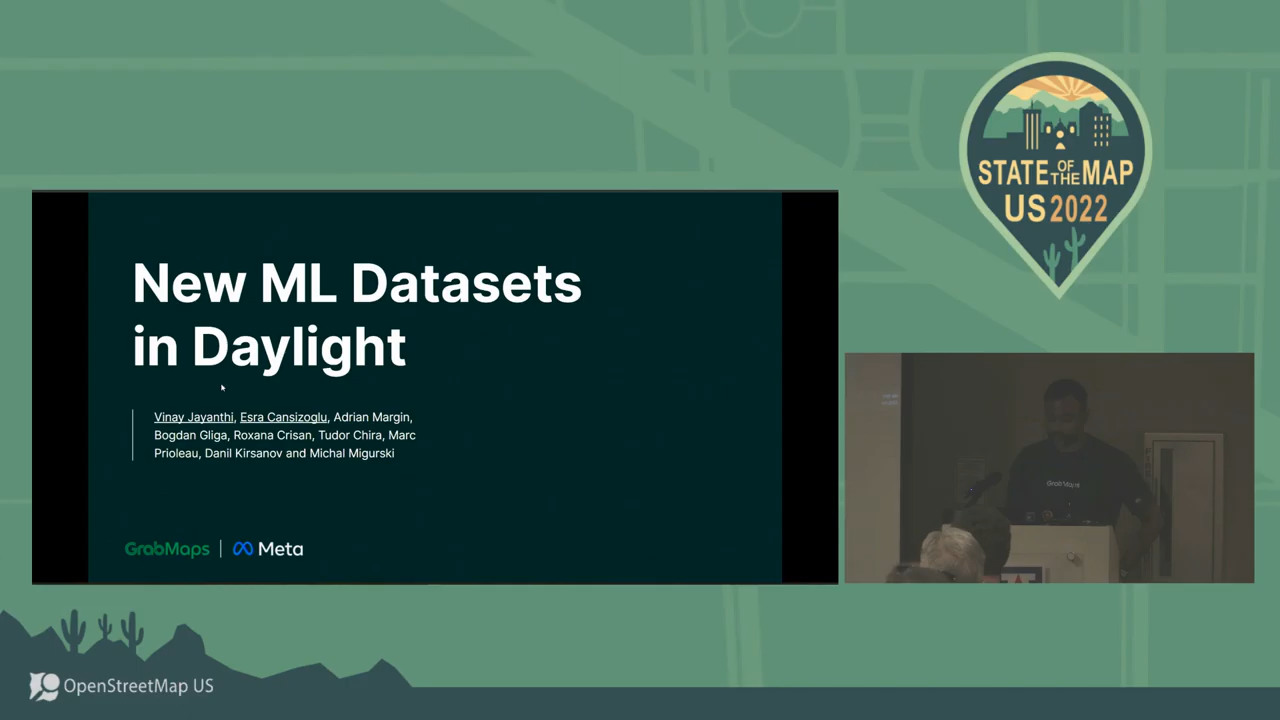 STATE OF THE MAP
US 2022
New ML Datasets
in Daylight
Vinay Jayanthi, Esra Cansizoglu, Adrian Margin,
Bogdan Gliga, Roxana Crisan, Tudor Chira, Marc
Prioleau, Danil Kirsanov and Michal Migurski
GrabMaps | Meta
GrabMaps
OpenStreetMap US